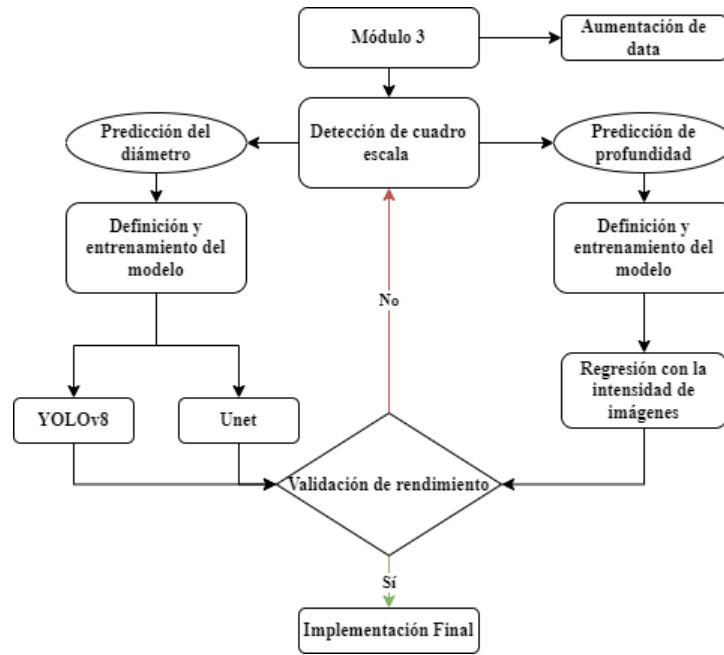 Módulo 3
Aumentación de
data
Predicción del
diámetro
Detección de cuadro
escala
Predicción de
profundidad
Definición y
entrenamiento del
modelo
Definición y
entrenamiento del
modelo
No
YOLOv8
Unet
Regresión con la
intensidad de
imágenes
Validación de rendimiento
Sí
Implementación Final